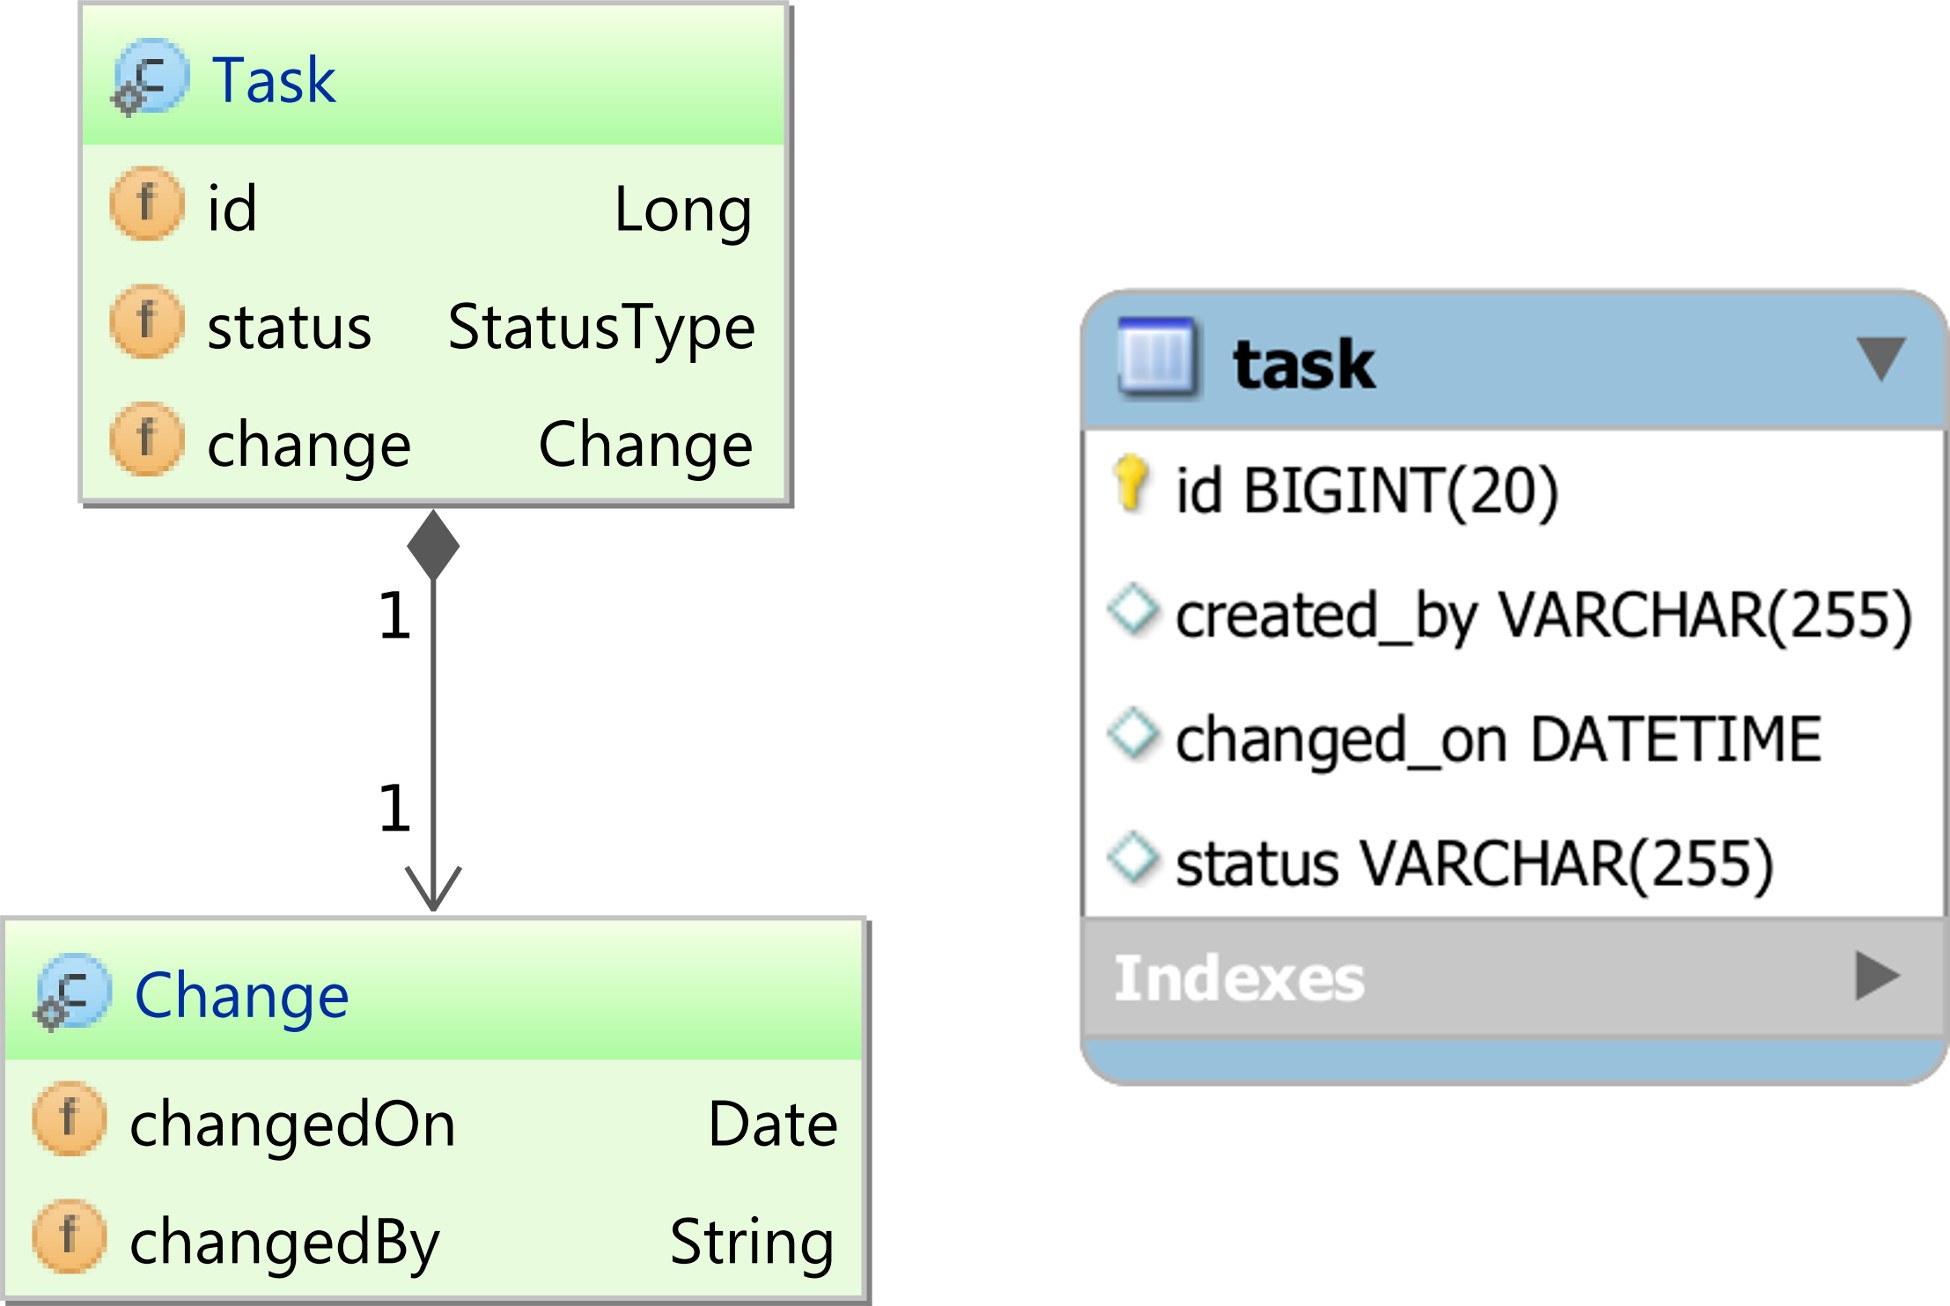 Task
id Long
status StatusType
change Change
1
1
Change
changedOn Date
changedBy String
task
id BIGINT(20)
created_by VARCHAR(255)
changed_on DATETIME
status VARCHAR(255)
Indexes